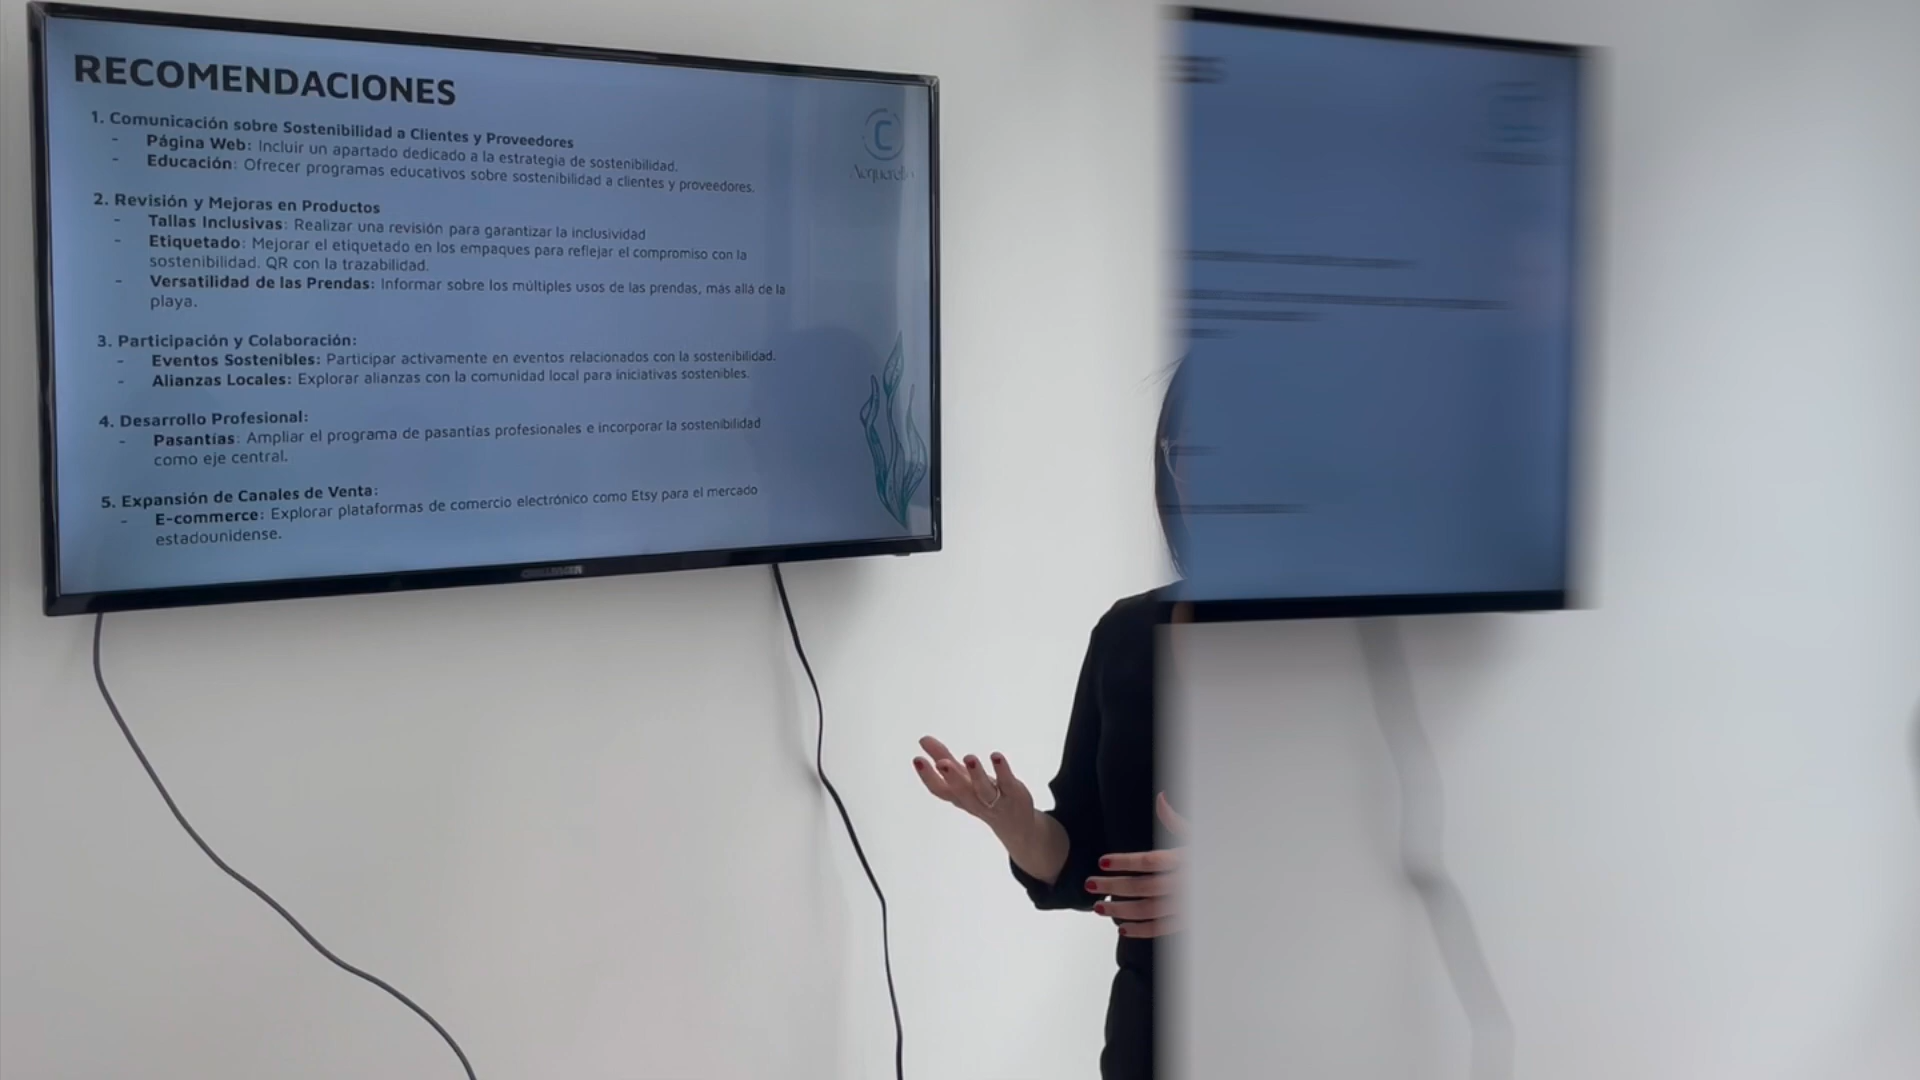 RECOMENDACIONES
1. Comunicación sobre Sostenibilidad a Clientes y Proveedores
- Página Web: Incluir un apartado dedicado a la estrategia de sostenibilidad.
- Educación: Ofrecer programas educativos sobre sostenibilidad a clientes y proveedores.
2. Revisión y Mejoras en Productos
- Tallas Inclusivas: Realizar una revisión para garantizar la inclusividad
- Etiquetado: Mejorar el etiquetado en los empaques para reflejar el compromiso con la
sostenibilidad. QR con la trazabilidad.
- Versatilidad de las Prendas: Informar sobre los múltiples usos de las prendas, más allá de la
playa.
3. Participación y Colaboración:
- Eventos Sostenibles: Participar activamente en eventos relacionados con la sostenibilidad.
- Alianzas Locales: Explorar alianzas con la comunidad local para iniciativas sostenibles.
4. Desarrollo Profesional:
- Pasantías: Ampliar el programa de pasantías profesionales e incorporar la sostenibilidad
como eje central.
5. Expansión de Canales de Venta:
- E-commerce: Explorar plataformas de comercio electrónico como Etsy para el mercado
estadounidense.
C